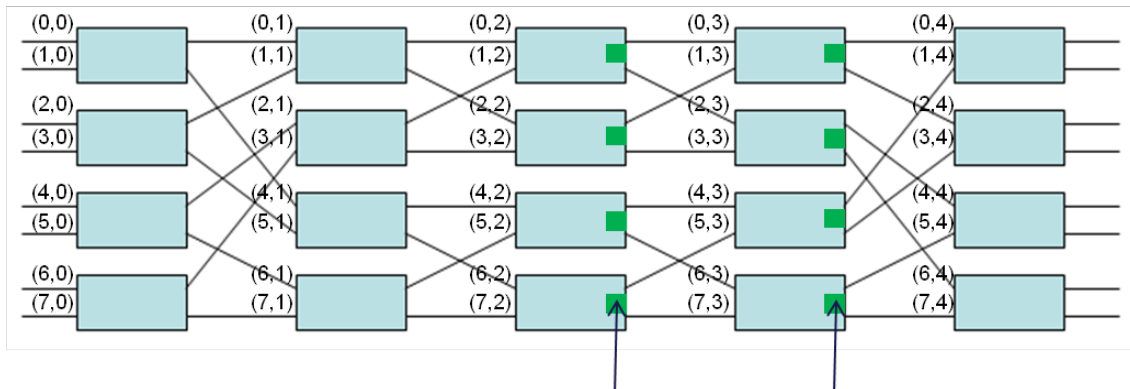 (0,0) (0,1) (0,2) (0,3) (0,4)
(1,0) (1,1) (1,2) (1,3) (1,4)
(2,0) (2,1) (2,2) (2,3) (2,4)
(3,0) (3,1) (3,2) (3,3) (3,4)
(4,0) (4,1) (4,2) (4,3) (4,4)
(5,0) (5,1) (5,2) (5,3) (5,4)
(6,0) (6,1) (6,2) (6,3) (6,4)
(7,0) (7,1) (7,2) (7,3) (7,4)